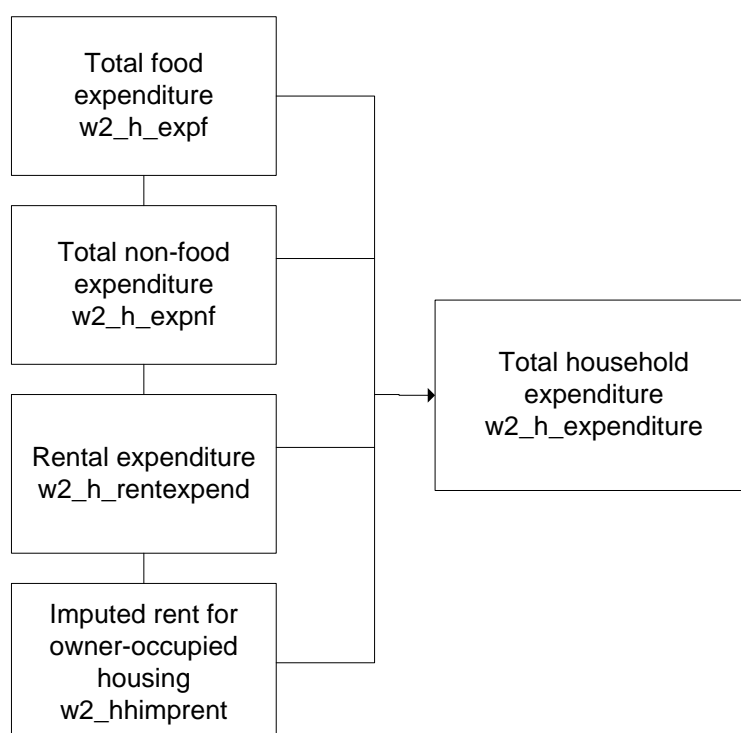 Total food
expenditure
w2_h_expf
Total non-food
expenditure
w2_h_expnf
Rental expenditure
w2_h_rentexpend
Imputed rent for
owner-occupied
housing
w2_hhimprent
Total household
expenditure
w2_h_expenditure